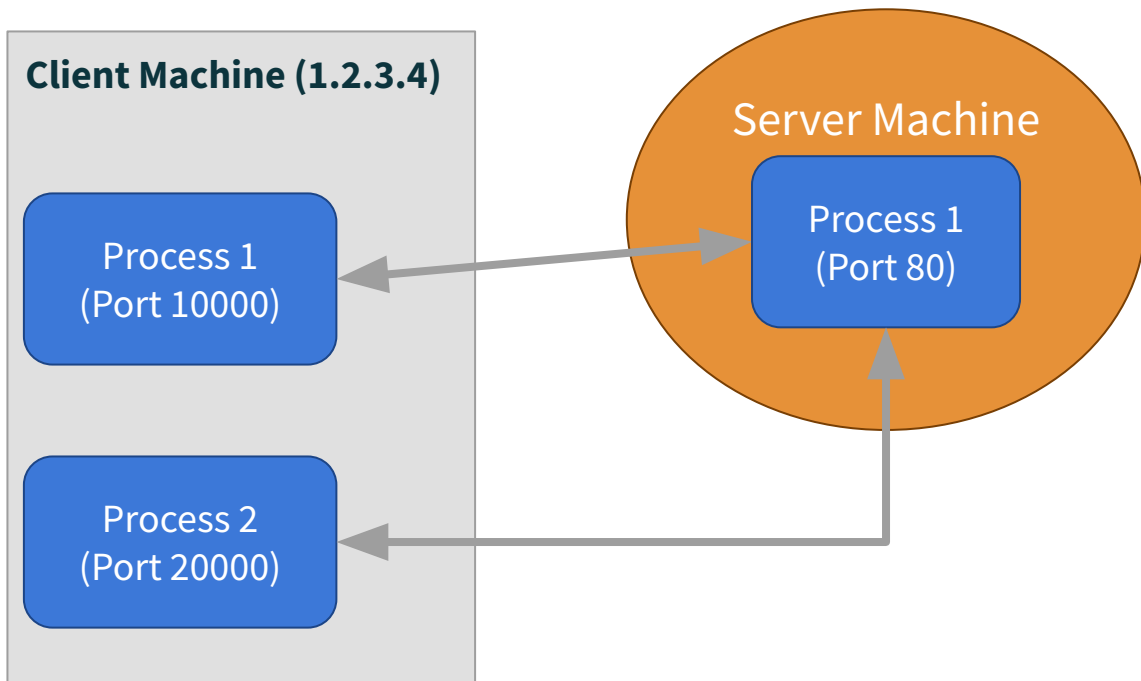 Client Machine (1.2.3.4)
Process 1
(Port 10000)
Process 2
(Port 20000)
Server Machine
Process 1
(Port 80)